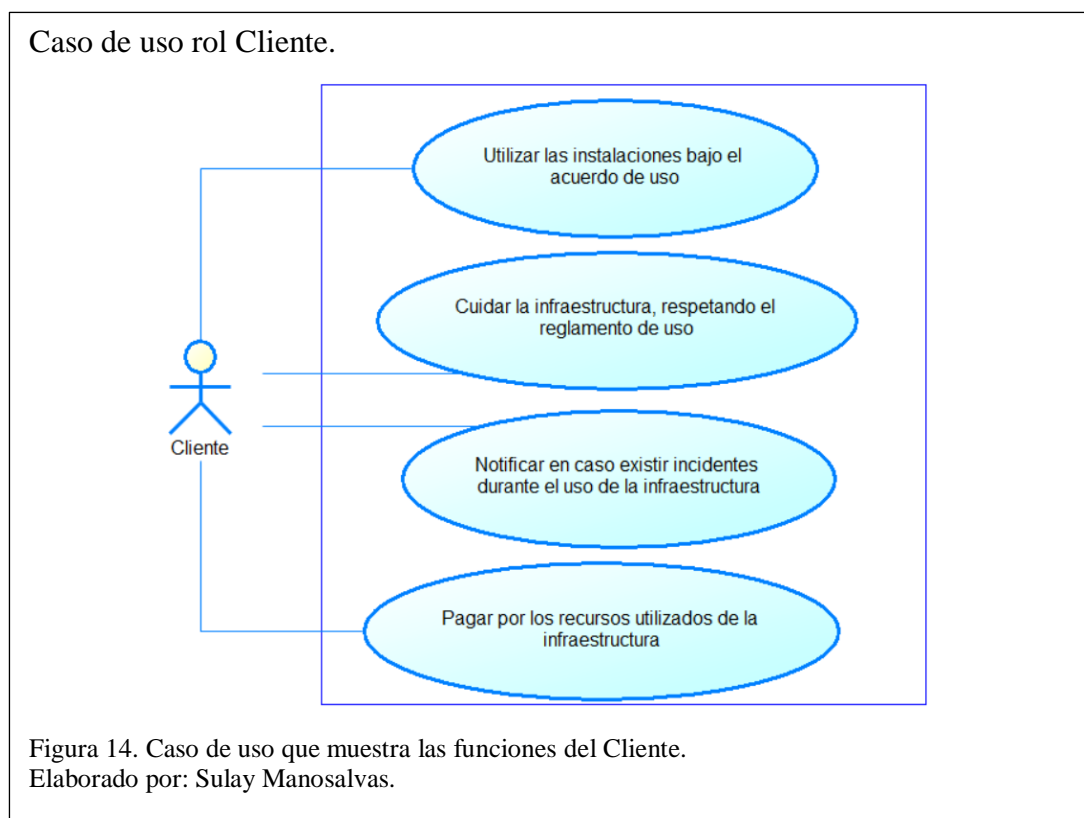 Caso de uso rol Cliente.
Utilizar las instalaciones bajo el
acuerdo de uso
Cuidar la infraestructura, respetando el
reglamento de uso
Cliente
Notificar en caso existir incidentes
durante el uso de la infraestructura
Pagar por los recursos utilizados de la
infraestructura
Figura 14. Caso de uso que muestra las funciones del Cliente.
Elaborado por: Sulay Manosalvas.